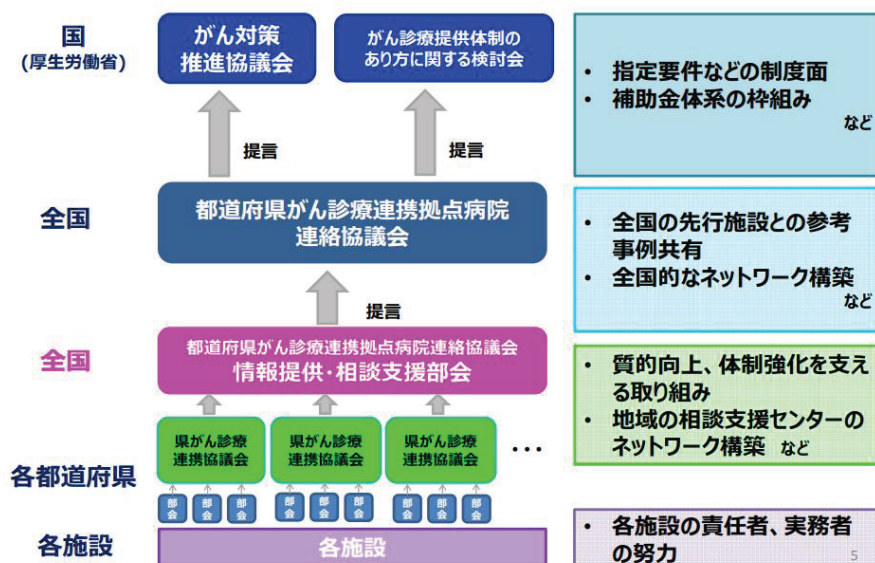 国
(厚生労働省)
がん対策
推進協議会
がん診療提供体制の
あり方に関する検討会
• 指定要件などの制度面
• 補助金体系の枠組み
など
提言
提言
全国
都道府県がん診療連携拠点病院
連絡協議会
• 全国の先行施設との参考
事例共有
• 全国的なネットワーク構築
など
提言
全国
都道府県がん診療連携拠点病院連絡協議会
情報提供・相談支援部会
• 質的向上、体制強化を支え
る取り組み
• 地域の相談支援センターの
ネットワーク構築 など
各都道府県
県がん診療
連携協議会
県がん診療
連携協議会
県がん診療
連携協議会
…
部会
部会
部会
部会
部会
部会
部会
部会
部会
各施設
各施設
• 各施設の責任者、実務者
の努力
5